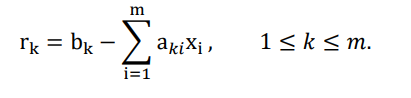 r_k = b_k − ∑_{i=1}^{m} a_{ki}x_i , 1 ≤ k ≤ m.